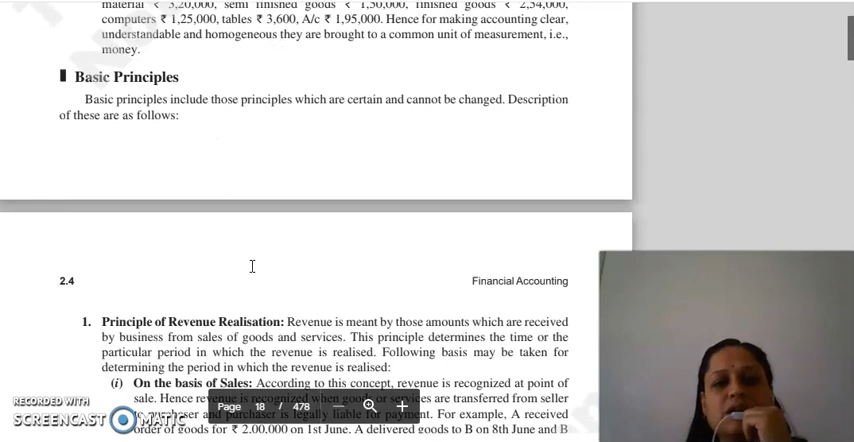 material ₹ 3,20,000, semi finished goods ₹ 1,30,000, finished goods ₹ 2,34,000,
computers ₹ 1,25,000, tables ₹ 3,600, A/c ₹ 1,95,000. Hence for making accounting clear,
understandable and homogeneous they are brought to a common unit of measurement, i.e.,
money.
Basic Principles
Basic principles include those principles which are certain and cannot be changed. Description
of these are as follows:
2.4 Financial Accounting
1. Principle of Revenue Realisation: Revenue is meant by those amounts which are received
by business from sales of goods and services. This principle determines the time or the
particular period in which the revenue is realised. Following basis may be taken for
determining the period in which the revenue is realised:
(i) On the basis of Sales: According to this concept, revenue is recognized at point of
sale. Hence revenue is recognized when goods or services are transferred from seller
to purchaser and purchaser is legally liable for payment. For example, A received
order of goods for ₹ 2,00,000 on 1st June. A delivered goods to B on 8th June and B
Page 18 / 478
RECORDED WITH
SCREENCAST MATIC